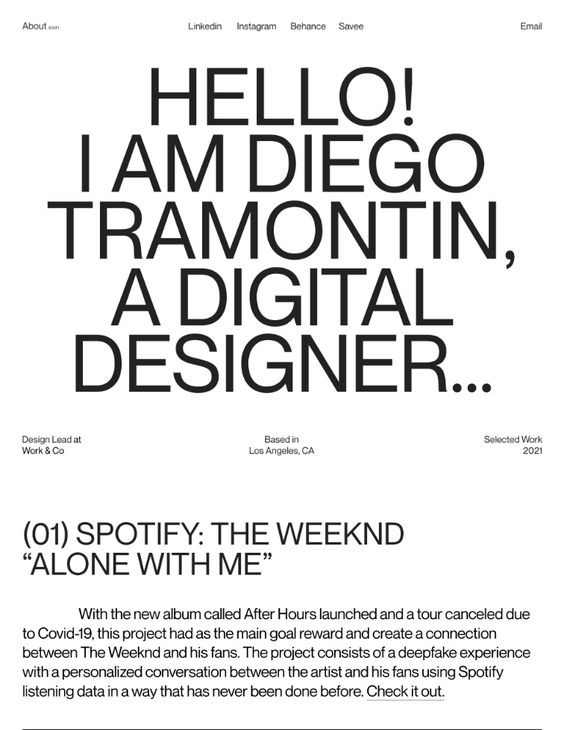 About soon
Linkedin Instagram Behance Savee
Email
HELLO!
I AM DIEGO
TRAMONTIN,
A DIGITAL
DESIGNER...
Design Lead at
Work & Co
Based in
Los Angeles, CA
Selected Work
2021
(01) SPOTIFY: THE WEEKND
“ALONE WITH ME”
With the new album called After Hours launched and a tour canceled due
to Covid-19, this project had as the main goal reward and create a connection
between The Weeknd and his fans. The project consists of a deepfake experience
with a personalized conversation between the artist and his fans using Spotify
listening data in a way that has never been done before. Check it out.